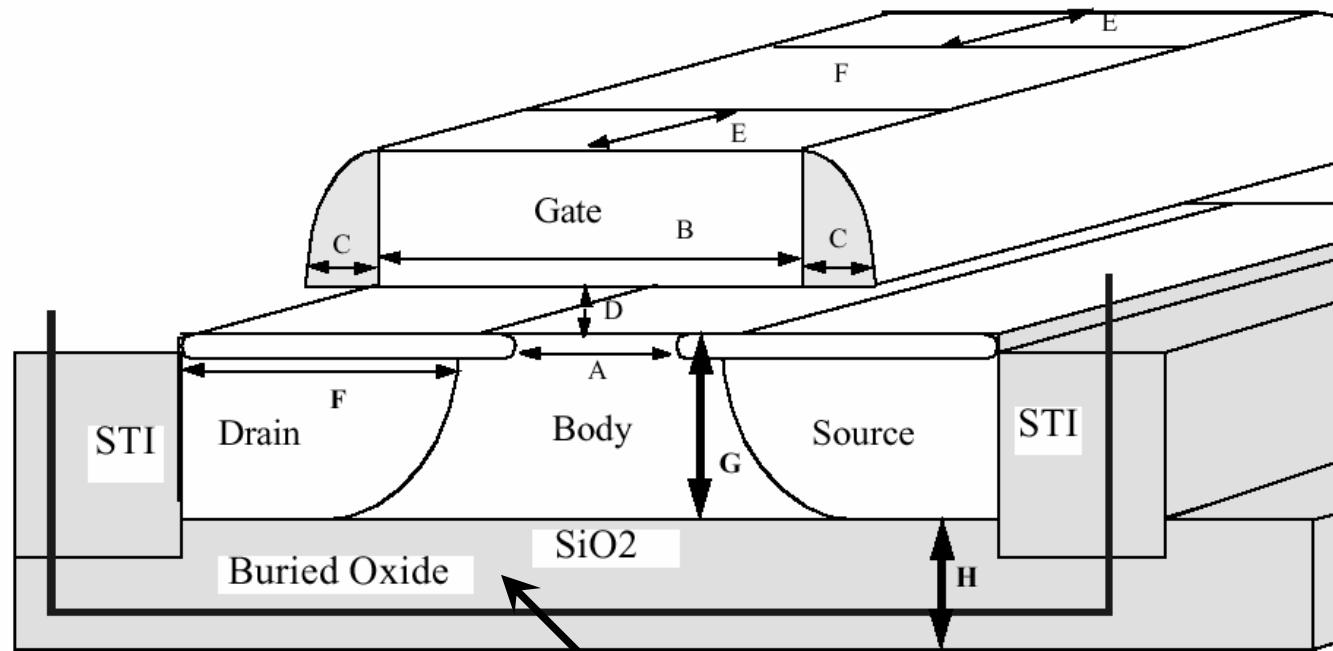 E
F
E
Gate
B
C
C
D
A
F
Drain
Body
Source
STI
STI
G
SiO2
Buried Oxide
H